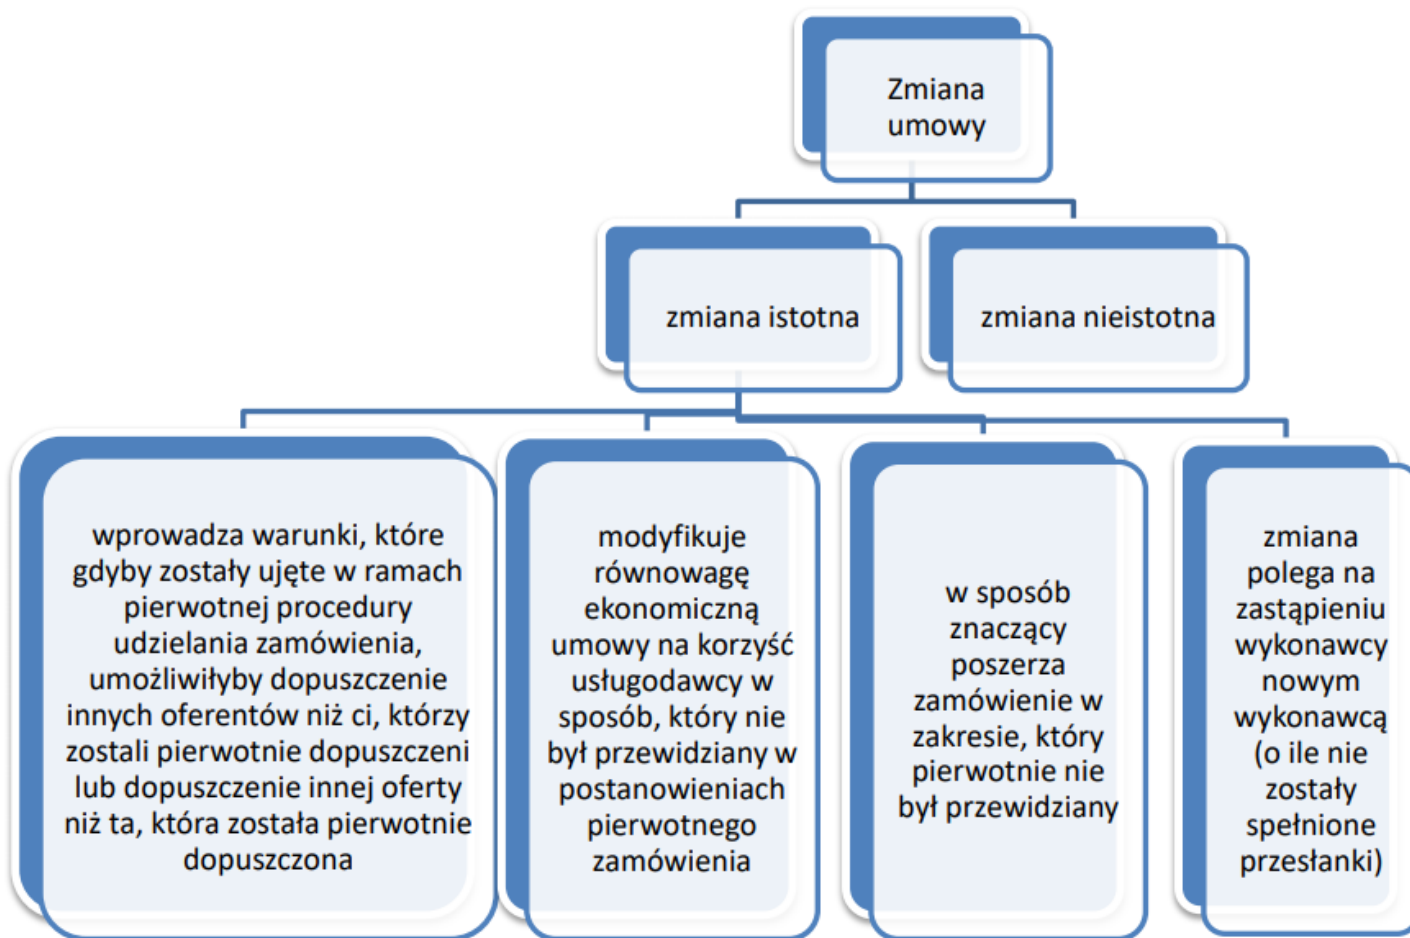 Zmiana
umowy
zmiana istotna
zmiana nieistotna
wprowadza warunki, które
gdyby zostały ujęte w ramach
pierwotnej procedury
udzielania zamówienia,
umożliwiłyby dopuszczenie
innych oferentów niż ci, którzy
zostali pierwotnie dopuszczeni
lub dopuszczenie innej oferty
niż ta, która została pierwotnie
dopuszczona
modyfikuje
równowagę
ekonomiczną
umowy na korzyść
usługodawcy w
sposób, który nie
był przewidziany w
postanowieniach
pierwotnego
zamówienia
w sposób
znaczący
poszerza
zamówienie w
zakresie, który
pierwotnie nie
był przewidziany
zmiana
polega na
zastąpieniu
wykonawcy
nowym
wykonawcą
(o ile nie
zostały
spełnione
przesłanki)